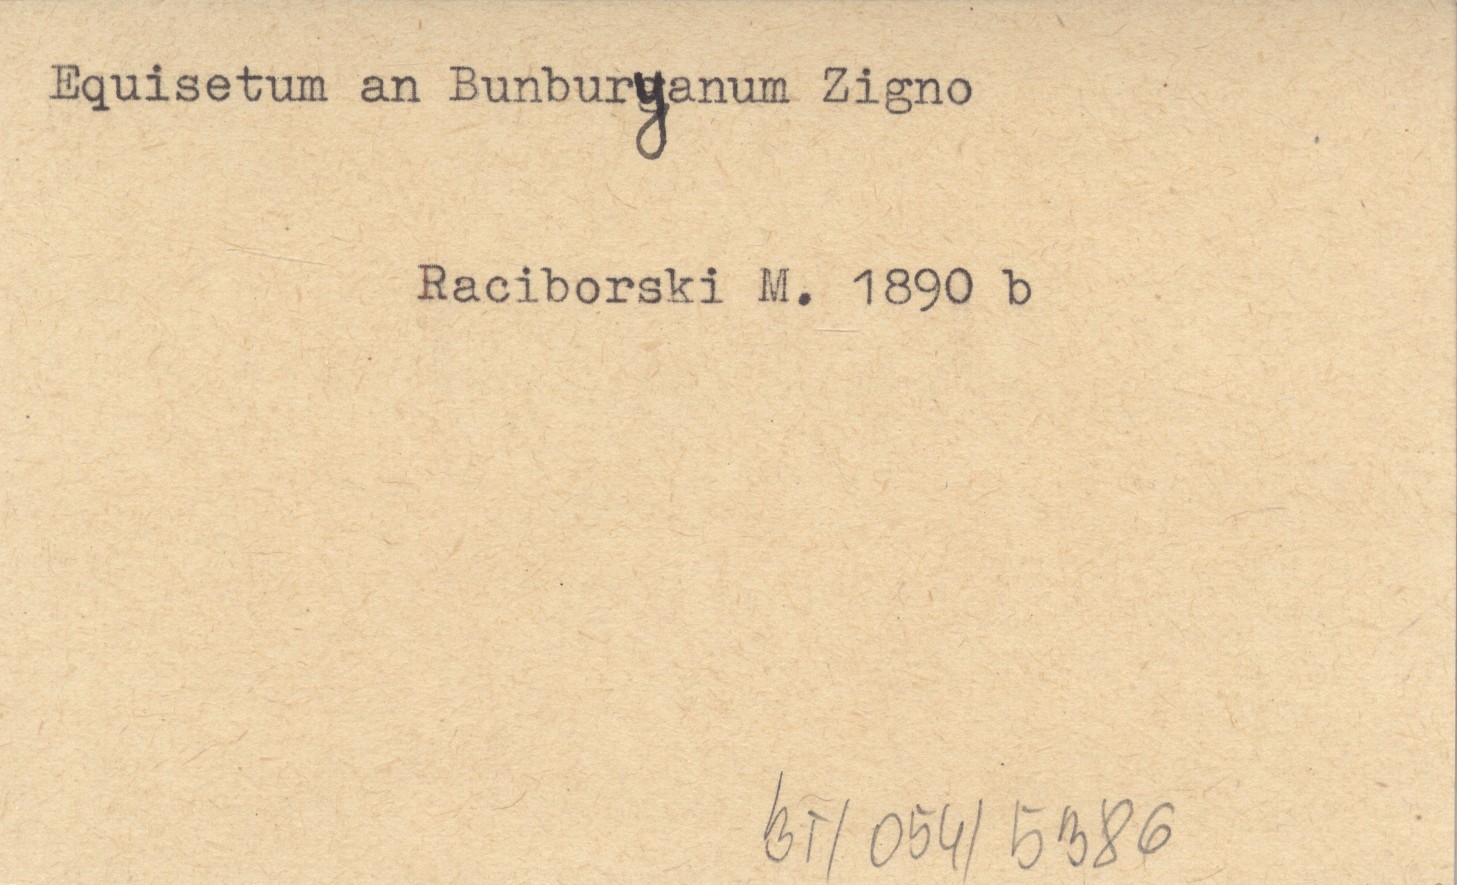 Equisetum an Bunburyanum Zigno
Raciborski M. 1890 b
bT/ 054/ 5386